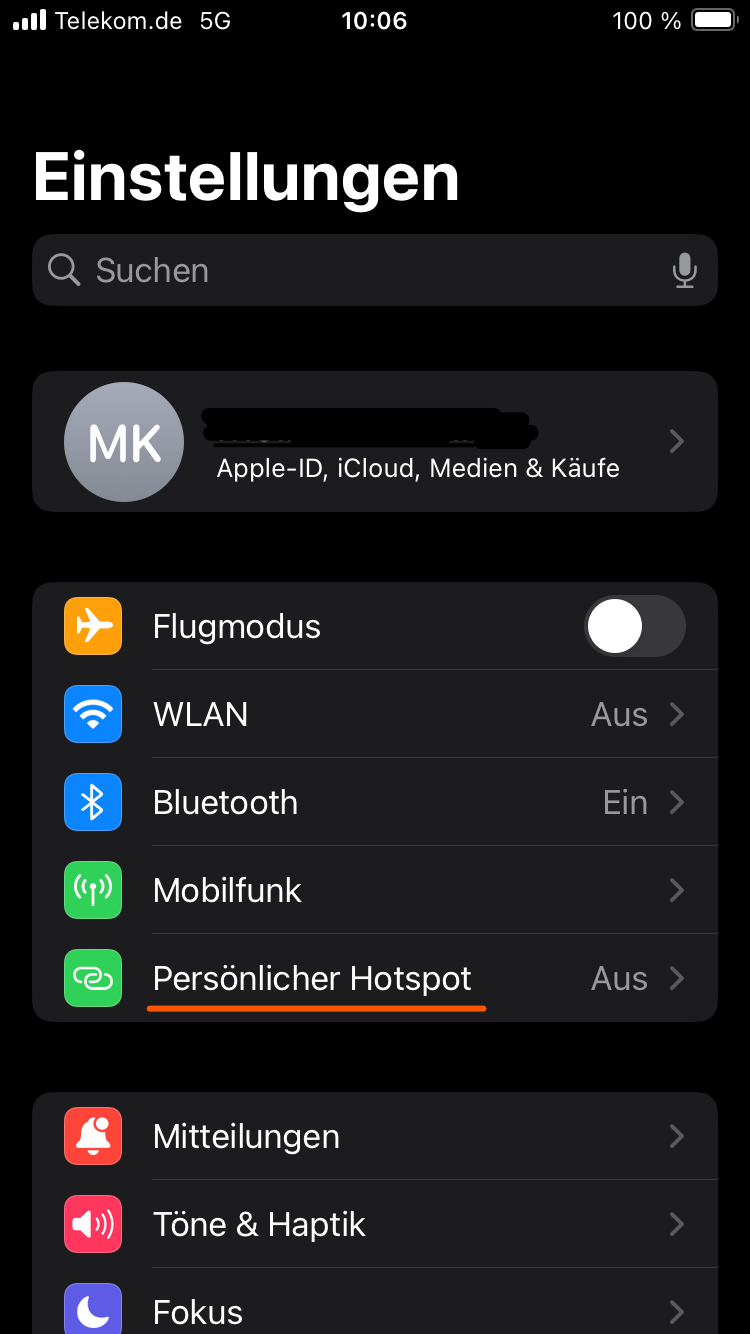 Telekom.de 5G 10:06 100 %
Einstellungen
Suchen
MK
Apple-ID, iCloud, Medien & Käufe
Flugmodus
WLAN Aus
Bluetooth Ein
Mobilfunk
Persönlicher Hotspot Aus
Mitteilungen
Töne & Haptik
Fokus